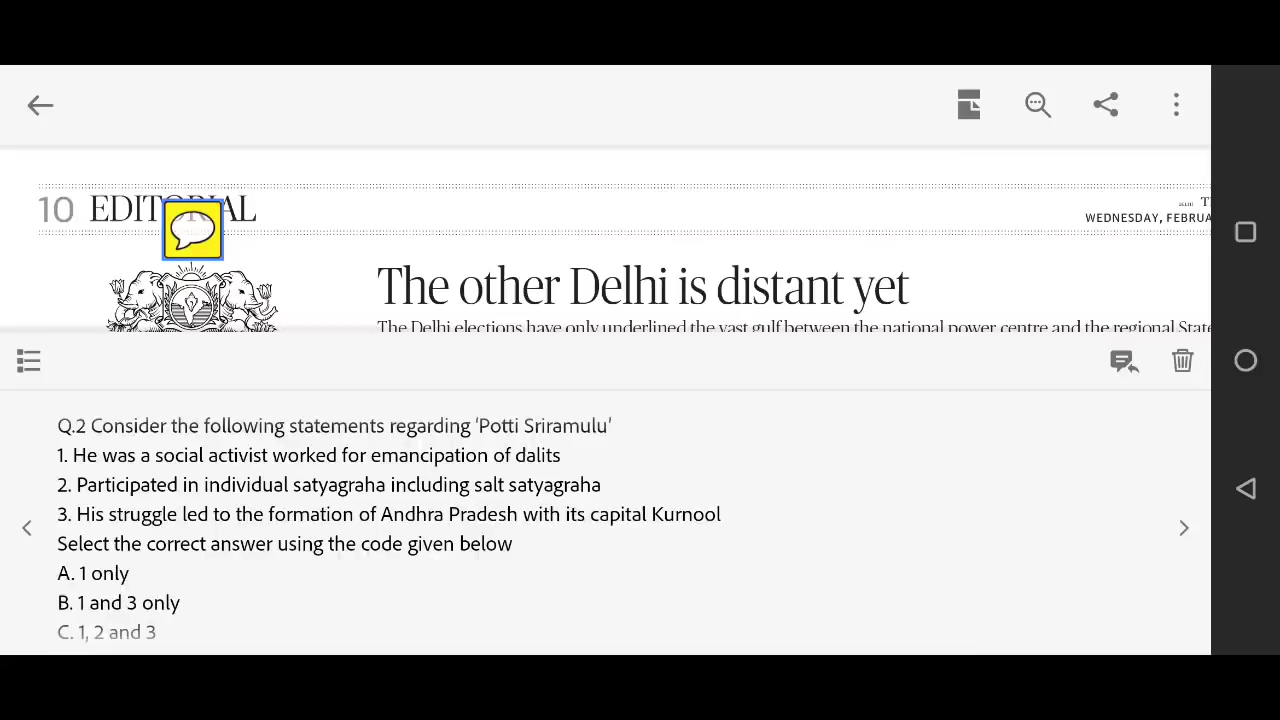 10 EDITORIAL
DELHI
WEDNESDAY, FEBRUA
The other Delhi is distant yet
The Delhi elections have only underlined the vast gulf between the national power centre and the regional State
Q.2 Consider the following statements regarding ‘Potti Sriramulu’
1. He was a social activist worked for emancipation of dalits
2. Participated in individual satyagraha including salt satyagraha
3. His struggle led to the formation of Andhra Pradesh with its capital Kurnool
Select the correct answer using the code given below
A. 1 only
B. 1 and 3 only
C. 1, 2 and 3